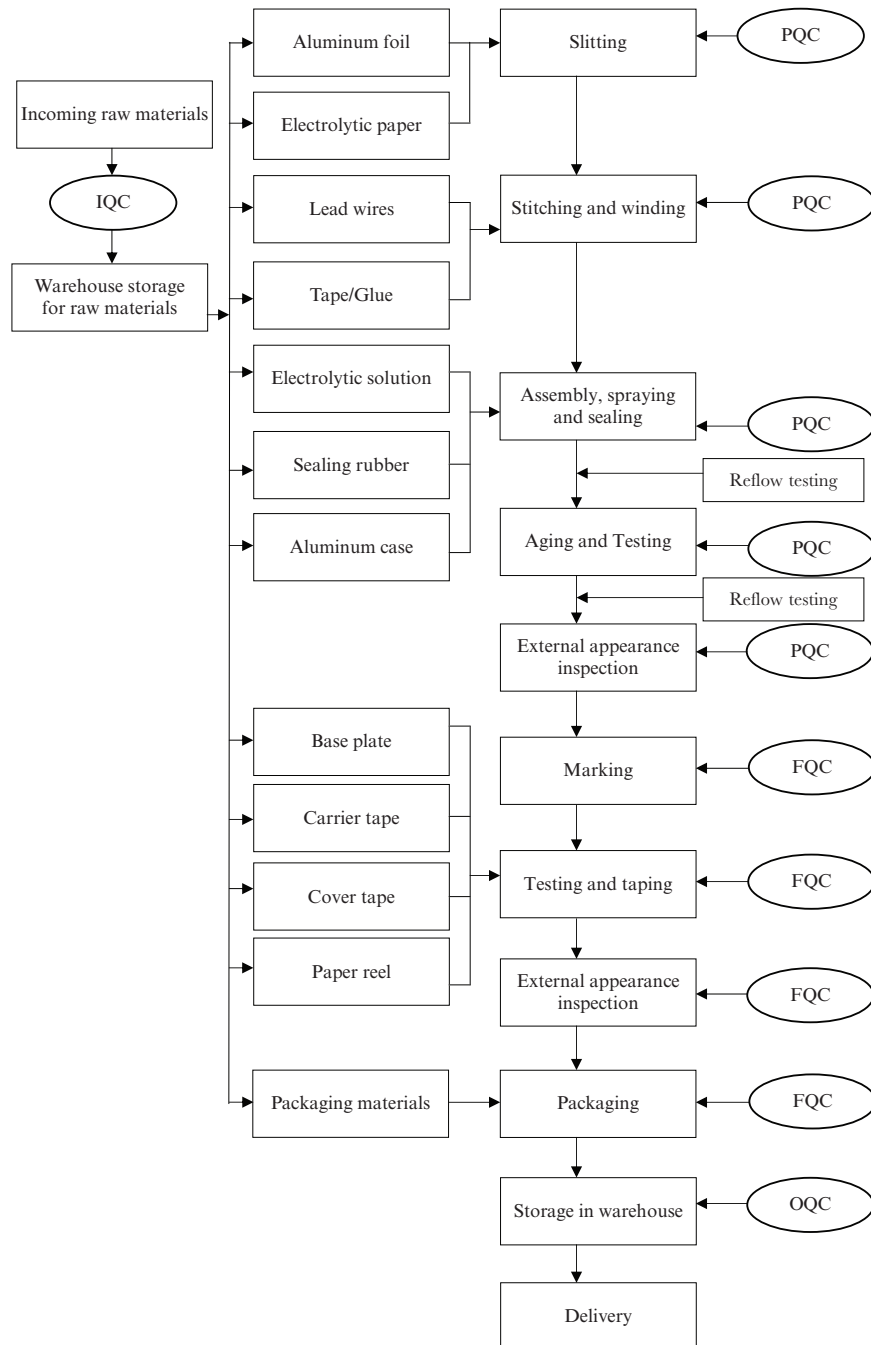 Aluminum foil
Slitting
PQC
Incoming raw materials
Electrolytic paper
IQC
Lead wires
Stitching and winding
PQC
Warehouse storage
for raw materials
Tape/Glue
Electrolytic solution
Assembly, spraying
and sealing
PQC
Sealing rubber
Reflow testing
Aluminum case
Aging and Testing
PQC
Reflow testing
External appearance
inspection
PQC
Base plate
Marking
FQC
Carrier tape
Testing and taping
FQC
Cover tape
Paper reel
External appearance
inspection
FQC
Packaging materials
Packaging
FQC
Storage in warehouse
OQC
Delivery